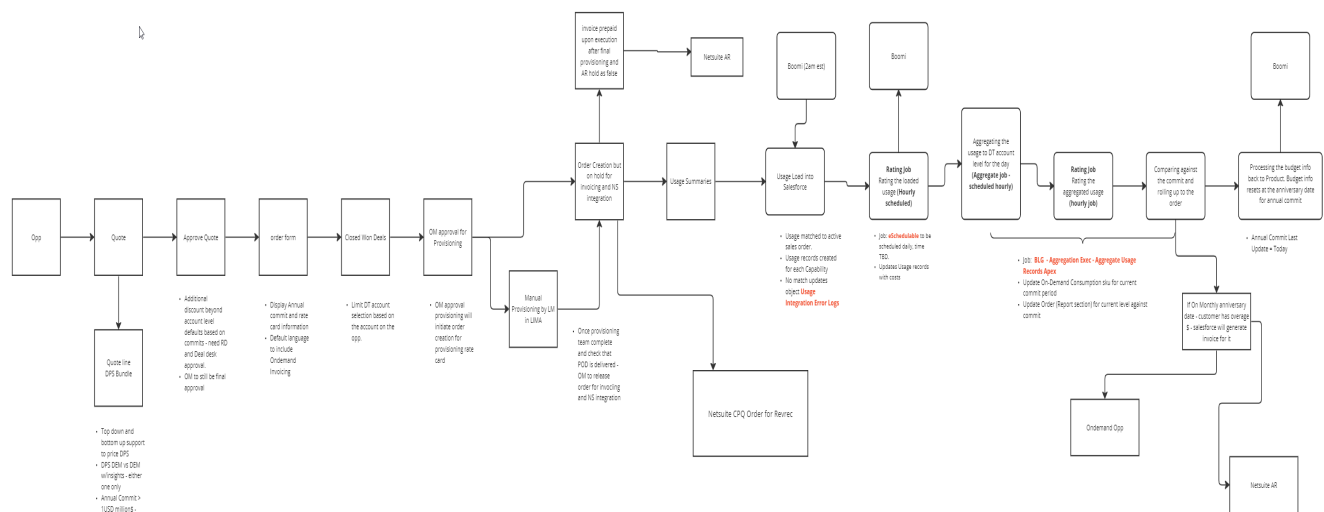 Opp
Quote
Quote line
DPS Bundle
• Top down and
bottom up support
to price DPS
• DPS DEM vs DEM
w/insights - either
one only
• Annual Commit >
1USD million$ -
Approve Quote
• Additional
discount beyond
account level
defaults based on
commits - need RD
and Deal desk
approval.
• OM to still be final
approval
order form
• Display Annual
commit and rate
card information
• Default language
to include
Ondemand
Invoicing
Closed Won Deals
• Limit DT account
selection based on
the account on the
opp.
OM approval for
Provisioning
• OM approval
provisioning will
initiate order
creation for
provisioning rate
card
Manual
Provisioning by LM
in LIMA
Invoice prepaid
upon execution
after final
provisioning and
AR hold as false
Netsuite AR
Order Creation but
on hold for
invoicing and NS
integration
• Once provisioning
team complete
and check that
POD is delivered -
OM to release
order for invoicing
and NS integration
Usage Summaries
Netsuite CPQ Order for Revrec
Boomi (2am est)
Usage Load into
Salesforce
• Usage matched to active
sales order.
• Usage records created
for each Capability
• No match updates
object Usage
Integration Error Logs
Boomi
Rating Job
Rating the loaded
usage (Hourly
scheduled)
• Job: eSchedulable to be
scheduled daily, time
TBD.
• Updates Usage records
with costs
Aggregating the
usage to DT account
level for the day
(Aggregate Job -
scheduled hourly)
Rating Job
Rating the
aggregated usage
(hourly job)
• Job: BLG - Aggregation Exec - Aggregate Usage
Records Apex
• Update On-Demand Consumption sku for current
commit period
• Update Order (Report section) for current level against
commit
Comparing against
the commit and
rolling up to the
order
Boomi
Processing the budget info
back to Product. Budget info
resets at the anniversary date
for annual commit
• Annual Commit Last
Update = Today
If On Monthly anniversary
date - customer has overage
$ - salesforce will generate
invoice for it
Ondemand Opp
Netsuite AR